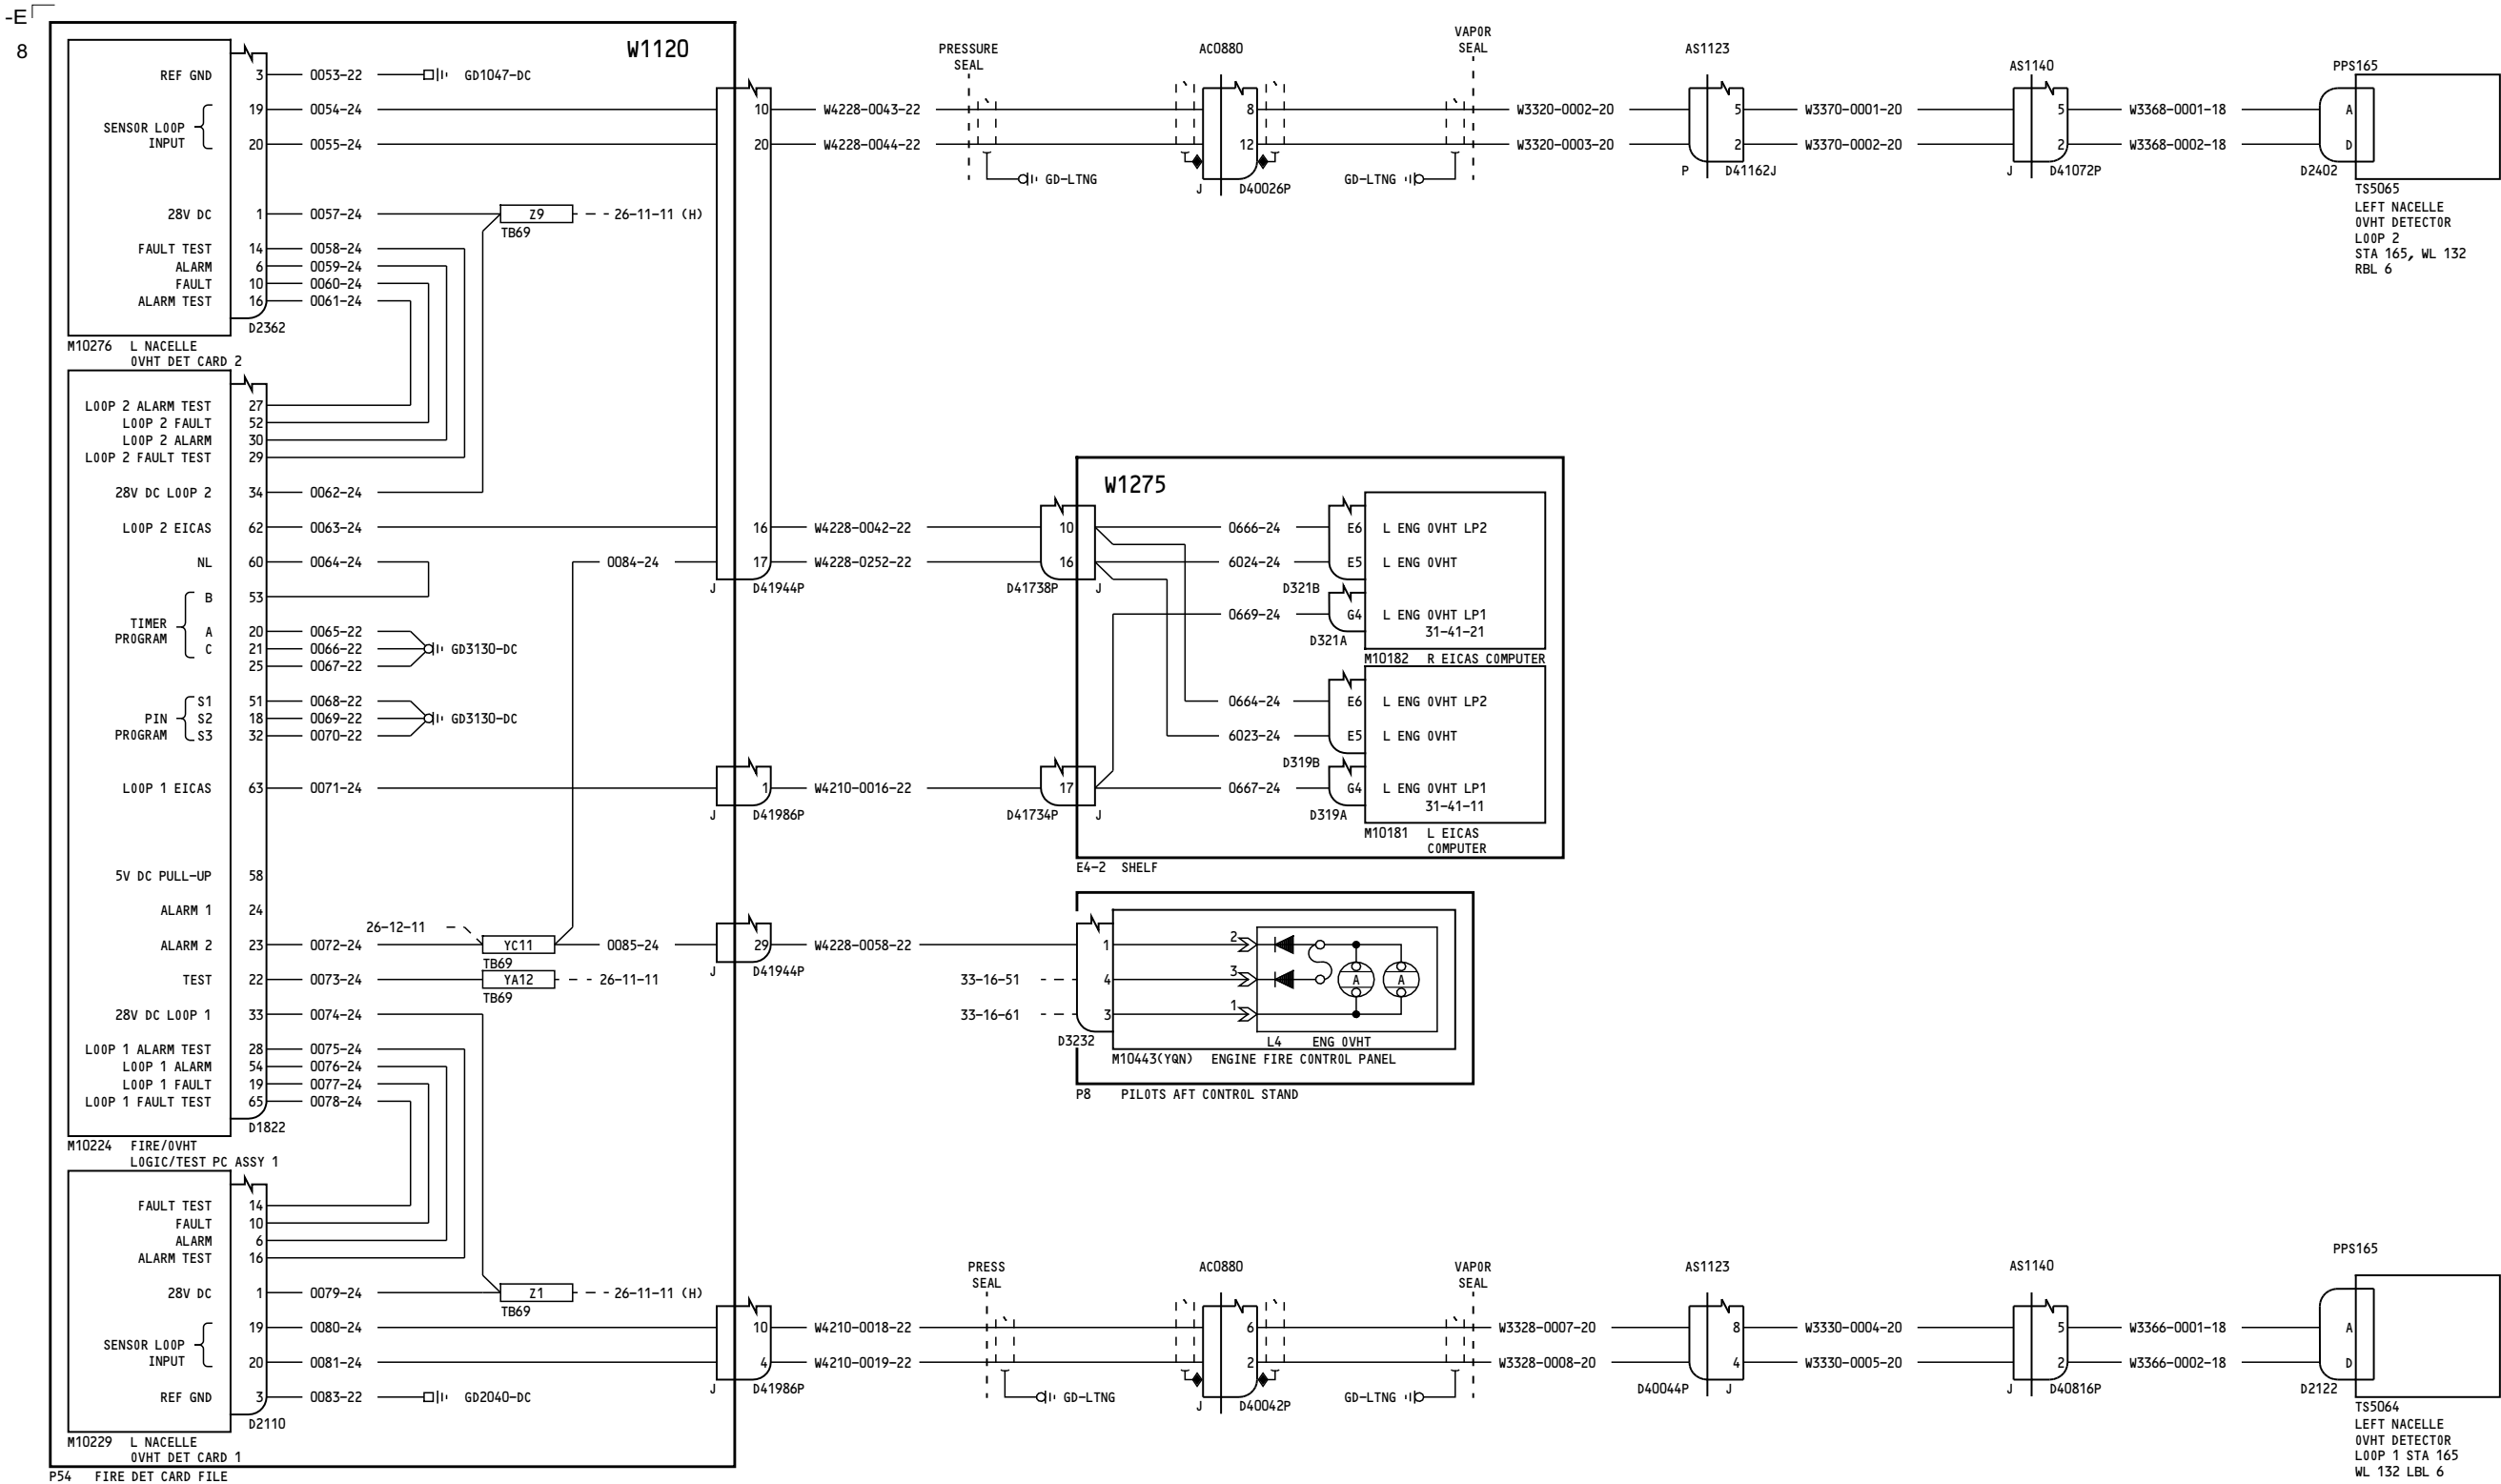 -E
8
W1120
REF GND 3 0053-22 GD1047-DC
19 0054-24
SENSOR LOOP
INPUT
20 0055-24
28V DC 1 0057-24 Z9 26-11-11 (H)
TB69
FAULT TEST 14 0058-24
ALARM 6 0059-24
FAULT 10 0060-24
ALARM TEST 16 0061-24
D2362
M10276 L NACELLE
OVHT DET CARD 2
LOOP 2 ALARM TEST 27
LOOP 2 FAULT 52
LOOP 2 ALARM 30
LOOP 2 FAULT TEST 29
28V DC LOOP 2 34 0062-24
LOOP 2 EICAS 62 0063-24
NL 60 0064-24
0084-24
B 53
TIMER
PROGRAM
A 20 0065-22
C 21 0066-22 GD3130-DC
25 0067-22
S1 51 0068-22
PIN S2 18 0069-22 GD3130-DC
PROGRAM S3 32 0070-22
LOOP 1 EICAS 63 0071-24
5V DC PULL-UP 58
ALARM 1 24
26-12-11
ALARM 2 23 0072-24 YC11 0085-24
TB69
TEST 22 0073-24 YA12 26-11-11
TB69
28V DC LOOP 1 33 0074-24
LOOP 1 ALARM TEST 28 0075-24
LOOP 1 ALARM 54 0076-24
LOOP 1 FAULT 19 0077-24
LOOP 1 FAULT TEST 65 0078-24
D1822
M10224 FIRE/OVHT
LOGIC/TEST PC ASSY 1
FAULT TEST 14
FAULT 10
ALARM 6
ALARM TEST 16
28V DC 1 0079-24 Z1 26-11-11 (H)
TB69
19 0080-24
SENSOR LOOP
INPUT
20 0081-24
REF GND 3 0083-22 GD2040-DC
D2110
M10229 L NACELLE
OVHT DET CARD 1
P54 FIRE DET CARD FILE
PRESSURE
SEAL
AC0880
VAPOR
SEAL
AS1123
AS1140
PPS165
10 W4228-0043-22 8 W3320-0002-20 5 W3370-0001-20 5 W3368-0001-18 A
20 W4228-0044-22 12 W3320-0003-20 2 W3370-0002-20 2 W3368-0002-18 D
GD-LTNG J D40026P GD-LTNG P D41162J J D41072P D2402
TS5065
LEFT NACELLE
OVHT DETECTOR
LOOP 2
STA 165, WL 132
RBL 6
W1275
16 W4228-0042-22 10 0666-24 E6 L ENG OVHT LP2
17 W4228-0252-22 16 6024-24 E5 L ENG OVHT
J D41944P D41738P J D321B
0669-24 G4 L ENG OVHT LP1
31-41-21
D321A
M10182 R EICAS COMPUTER
0664-24 E6 L ENG OVHT LP2
6023-24 E5 L ENG OVHT
D319B
1 W4210-0016-22 17 0667-24 G4 L ENG OVHT LP1
31-41-11
J D41986P D41734P J D319A
M10181 L EICAS
COMPUTER
E4-2 SHELF
29 W4228-0058-22 1 2
J D41944P
33-16-51 4 3 A A
33-16-61 3 1
D3232
L4 ENG OVHT
M10443(YQN) ENGINE FIRE CONTROL PANEL
P8 PILOTS AFT CONTROL STAND
PRESS
SEAL
AC0880
VAPOR
SEAL
AS1123
AS1140
PPS165
10 W4210-0018-22 6 W3328-0007-20 8 W3330-0004-20 5 W3366-0001-18 A
4 W4210-0019-22 2 W3328-0008-20 4 W3330-0005-20 2 W3366-0002-18 D
J D41986P GD-LTNG J D40042P GD-LTNG D40044P J J D40816P D2122
TS5064
LEFT NACELLE
OVHT DETECTOR
LOOP 1 STA 165
WL 132 LBL 6